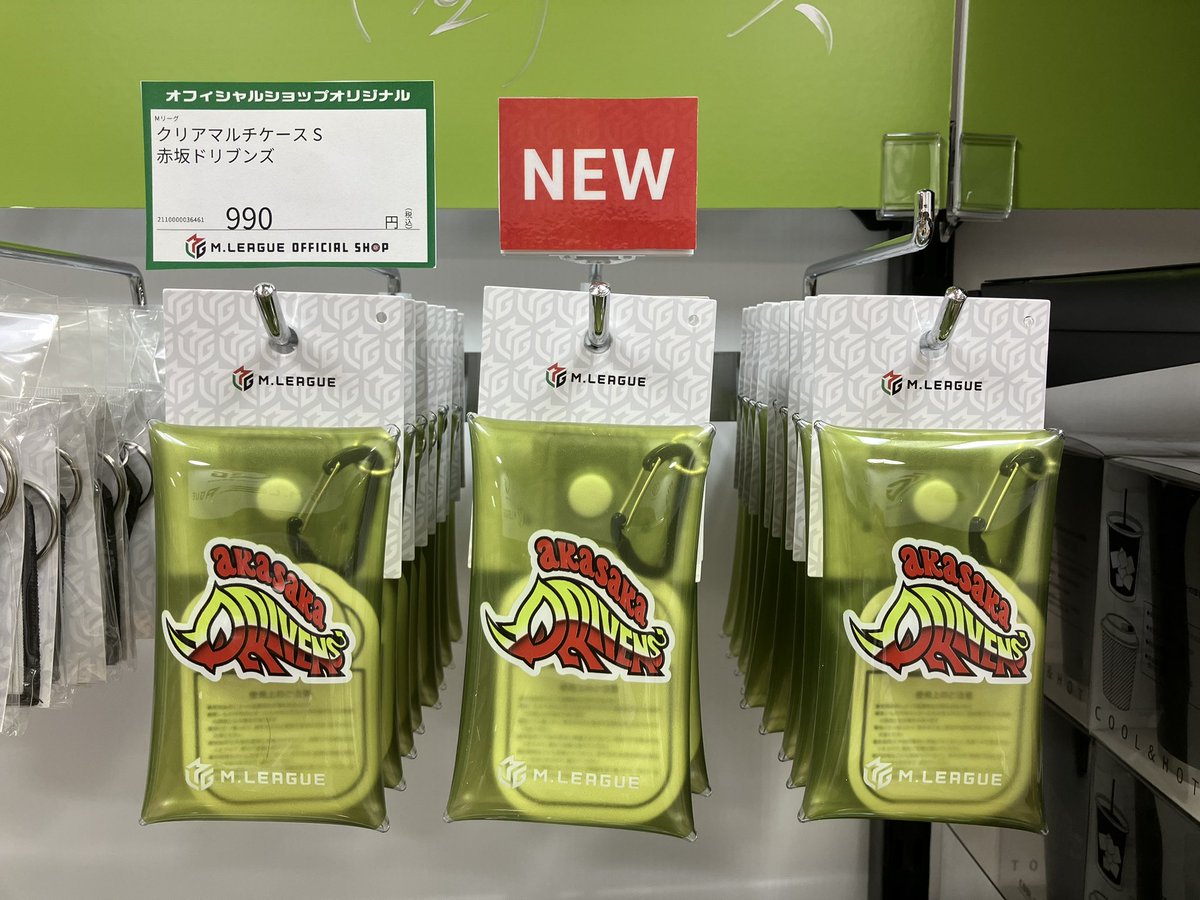 オフィシャルショップオリジナル
Mリーグ
クリアマルチケース S
赤坂ドリブンズ
2110000036461 990 円 (税込)
M.LEAGUE OFFICIAL SHOP
NEW
M.LEAGUE
M.LEAGUE
M.LEAGUE
akasaka
DRIVENS
M.LEAGUE
akasaka
DRIVENS
M.LEAGUE
akasaka
DRIVENS
M.LEAGUE
& HOT
COOL & HOT